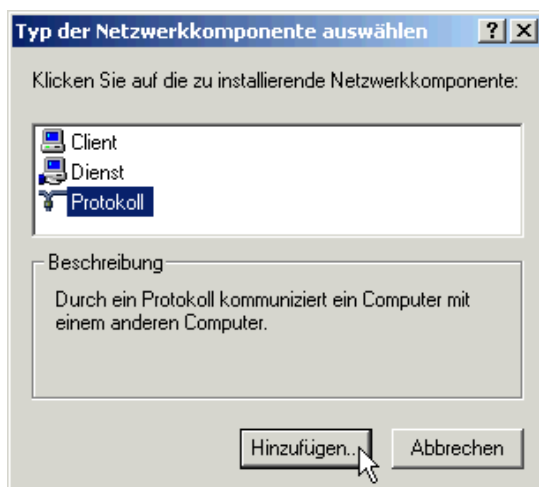 Typ der Netzwerkkomponente auswählen
Klicken Sie auf die zu installierende Netzwerkkomponente:
Client
Dienst
Protokoll
Beschreibung
Durch ein Protokoll kommuniziert ein Computer mit
einem anderen Computer.
Hinzufügen... Abbrechen